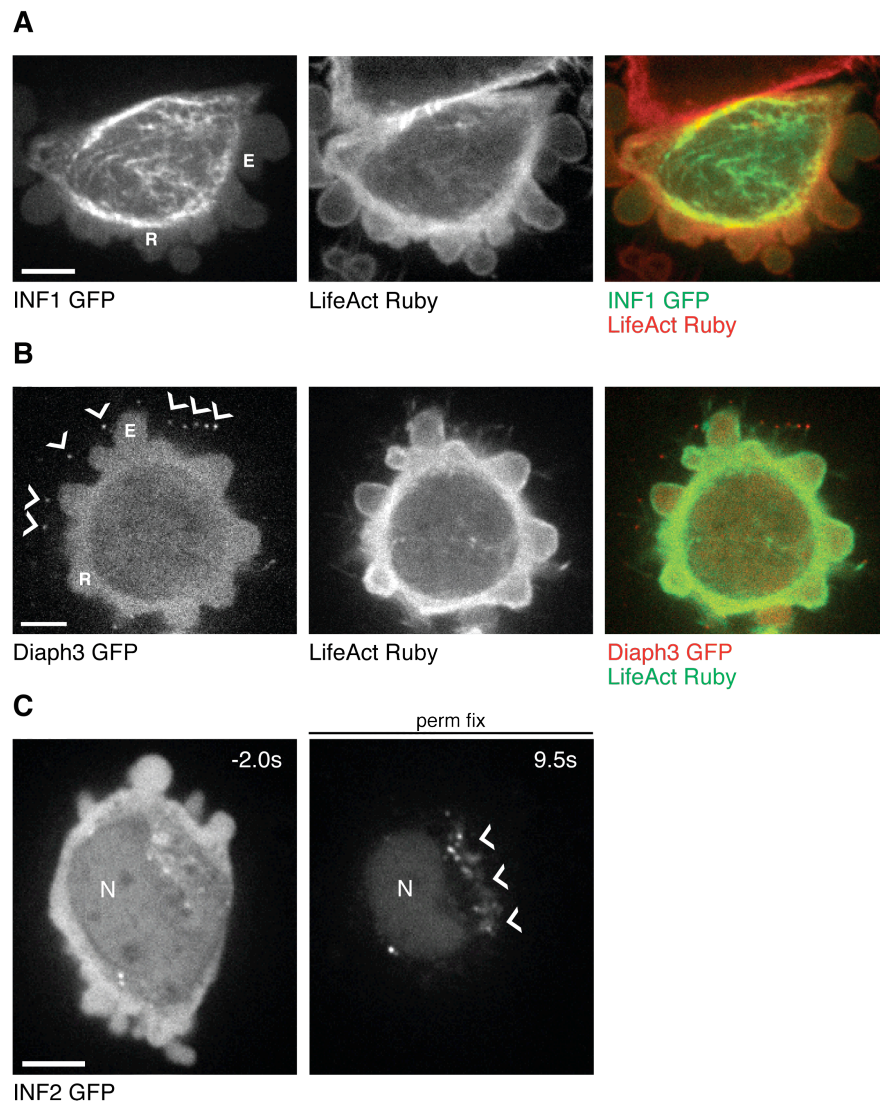 A
E
R
INF1 GFP
LifeAct Ruby
INF1 GFP
LifeAct Ruby
B
E
R
Diaph3 GFP
LifeAct Ruby
Diaph3 GFP
LifeAct Ruby
C
perm fix
-2.0s
9.5s
N
N
INF2 GFP